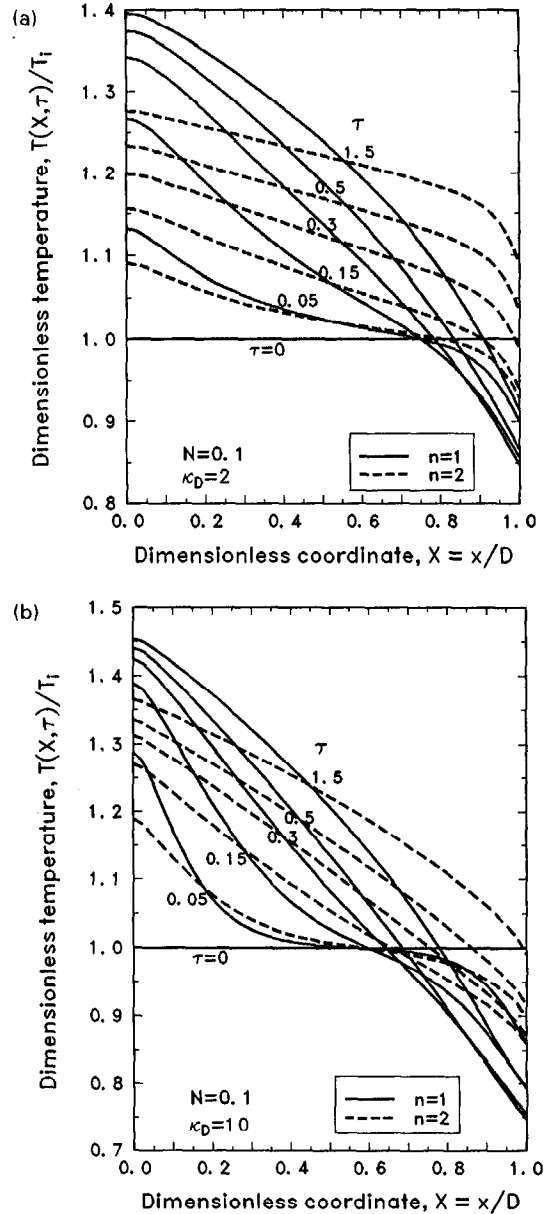 (a)
1.4
1.3
1.2
1.1
1.0
0.9
0.8
Dimensionless temperature, T(X,τ)/Tᵢ
τ
1.5
0.5
0.3
0.15
0.05
τ=0
N=0.1
κ_D=2
n=1
n=2
0.0 0.2 0.4 0.6 0.8 1.0
Dimensionless coordinate, X = x/D
(b)
1.5
1.4
1.3
1.2
1.1
1.0
0.9
0.8
0.7
Dimensionless temperature, T(X,τ)/Tᵢ
τ
1.5
0.5
0.3
0.15
0.05
τ=0
N=0.1
κ_D=10
n=1
n=2
0.0 0.2 0.4 0.6 0.8 1.0
Dimensionless coordinate, X = x/D